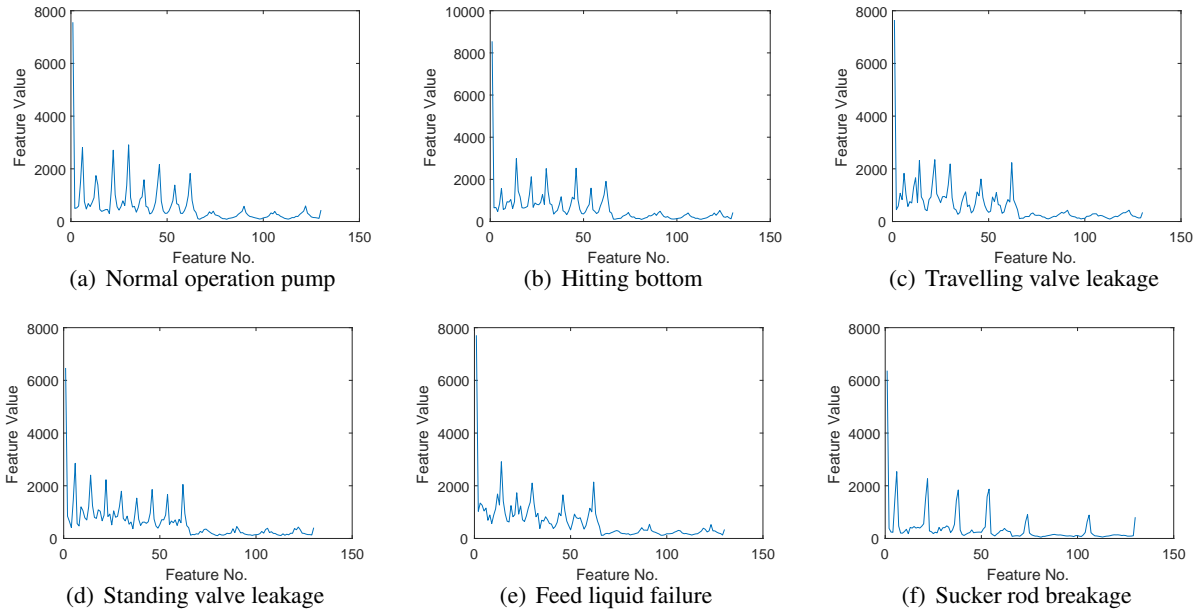 8000
6000
4000
2000
0
Feature Value
0 50 100 150
Feature No.
(a) Normal operation pump
10000
8000
6000
4000
2000
0
Feature Value
0 50 100 150
Feature No.
(b) Hitting bottom
8000
6000
4000
2000
0
Feature Value
0 50 100 150
Feature No.
(c) Travelling valve leakage
8000
6000
4000
2000
0
Feature Value
0 50 100 150
Feature No.
(d) Standing valve leakage
8000
6000
4000
2000
0
Feature Value
0 50 100 150
Feature No.
(e) Feed liquid failure
8000
6000
4000
2000
0
Feature Value
0 50 100 150
Feature No.
(f) Sucker rod breakage